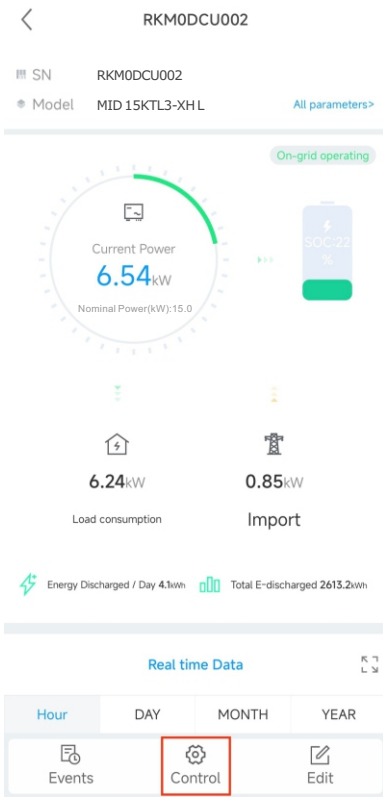 RKM0DCU002
SN RKM0DCU002
Model MID 15KTL3-XH L All parameters>
On-grid operating
Current Power
6.54kW
Nominal Power(kW):15.0
SOC:22
%
6.24kW 0.85kW
Load consumption Import
Energy Discharged / Day 4.1kWh Total E-discharged 2613.2kWh
Real time Data
Hour DAY MONTH YEAR
Events Control Edit